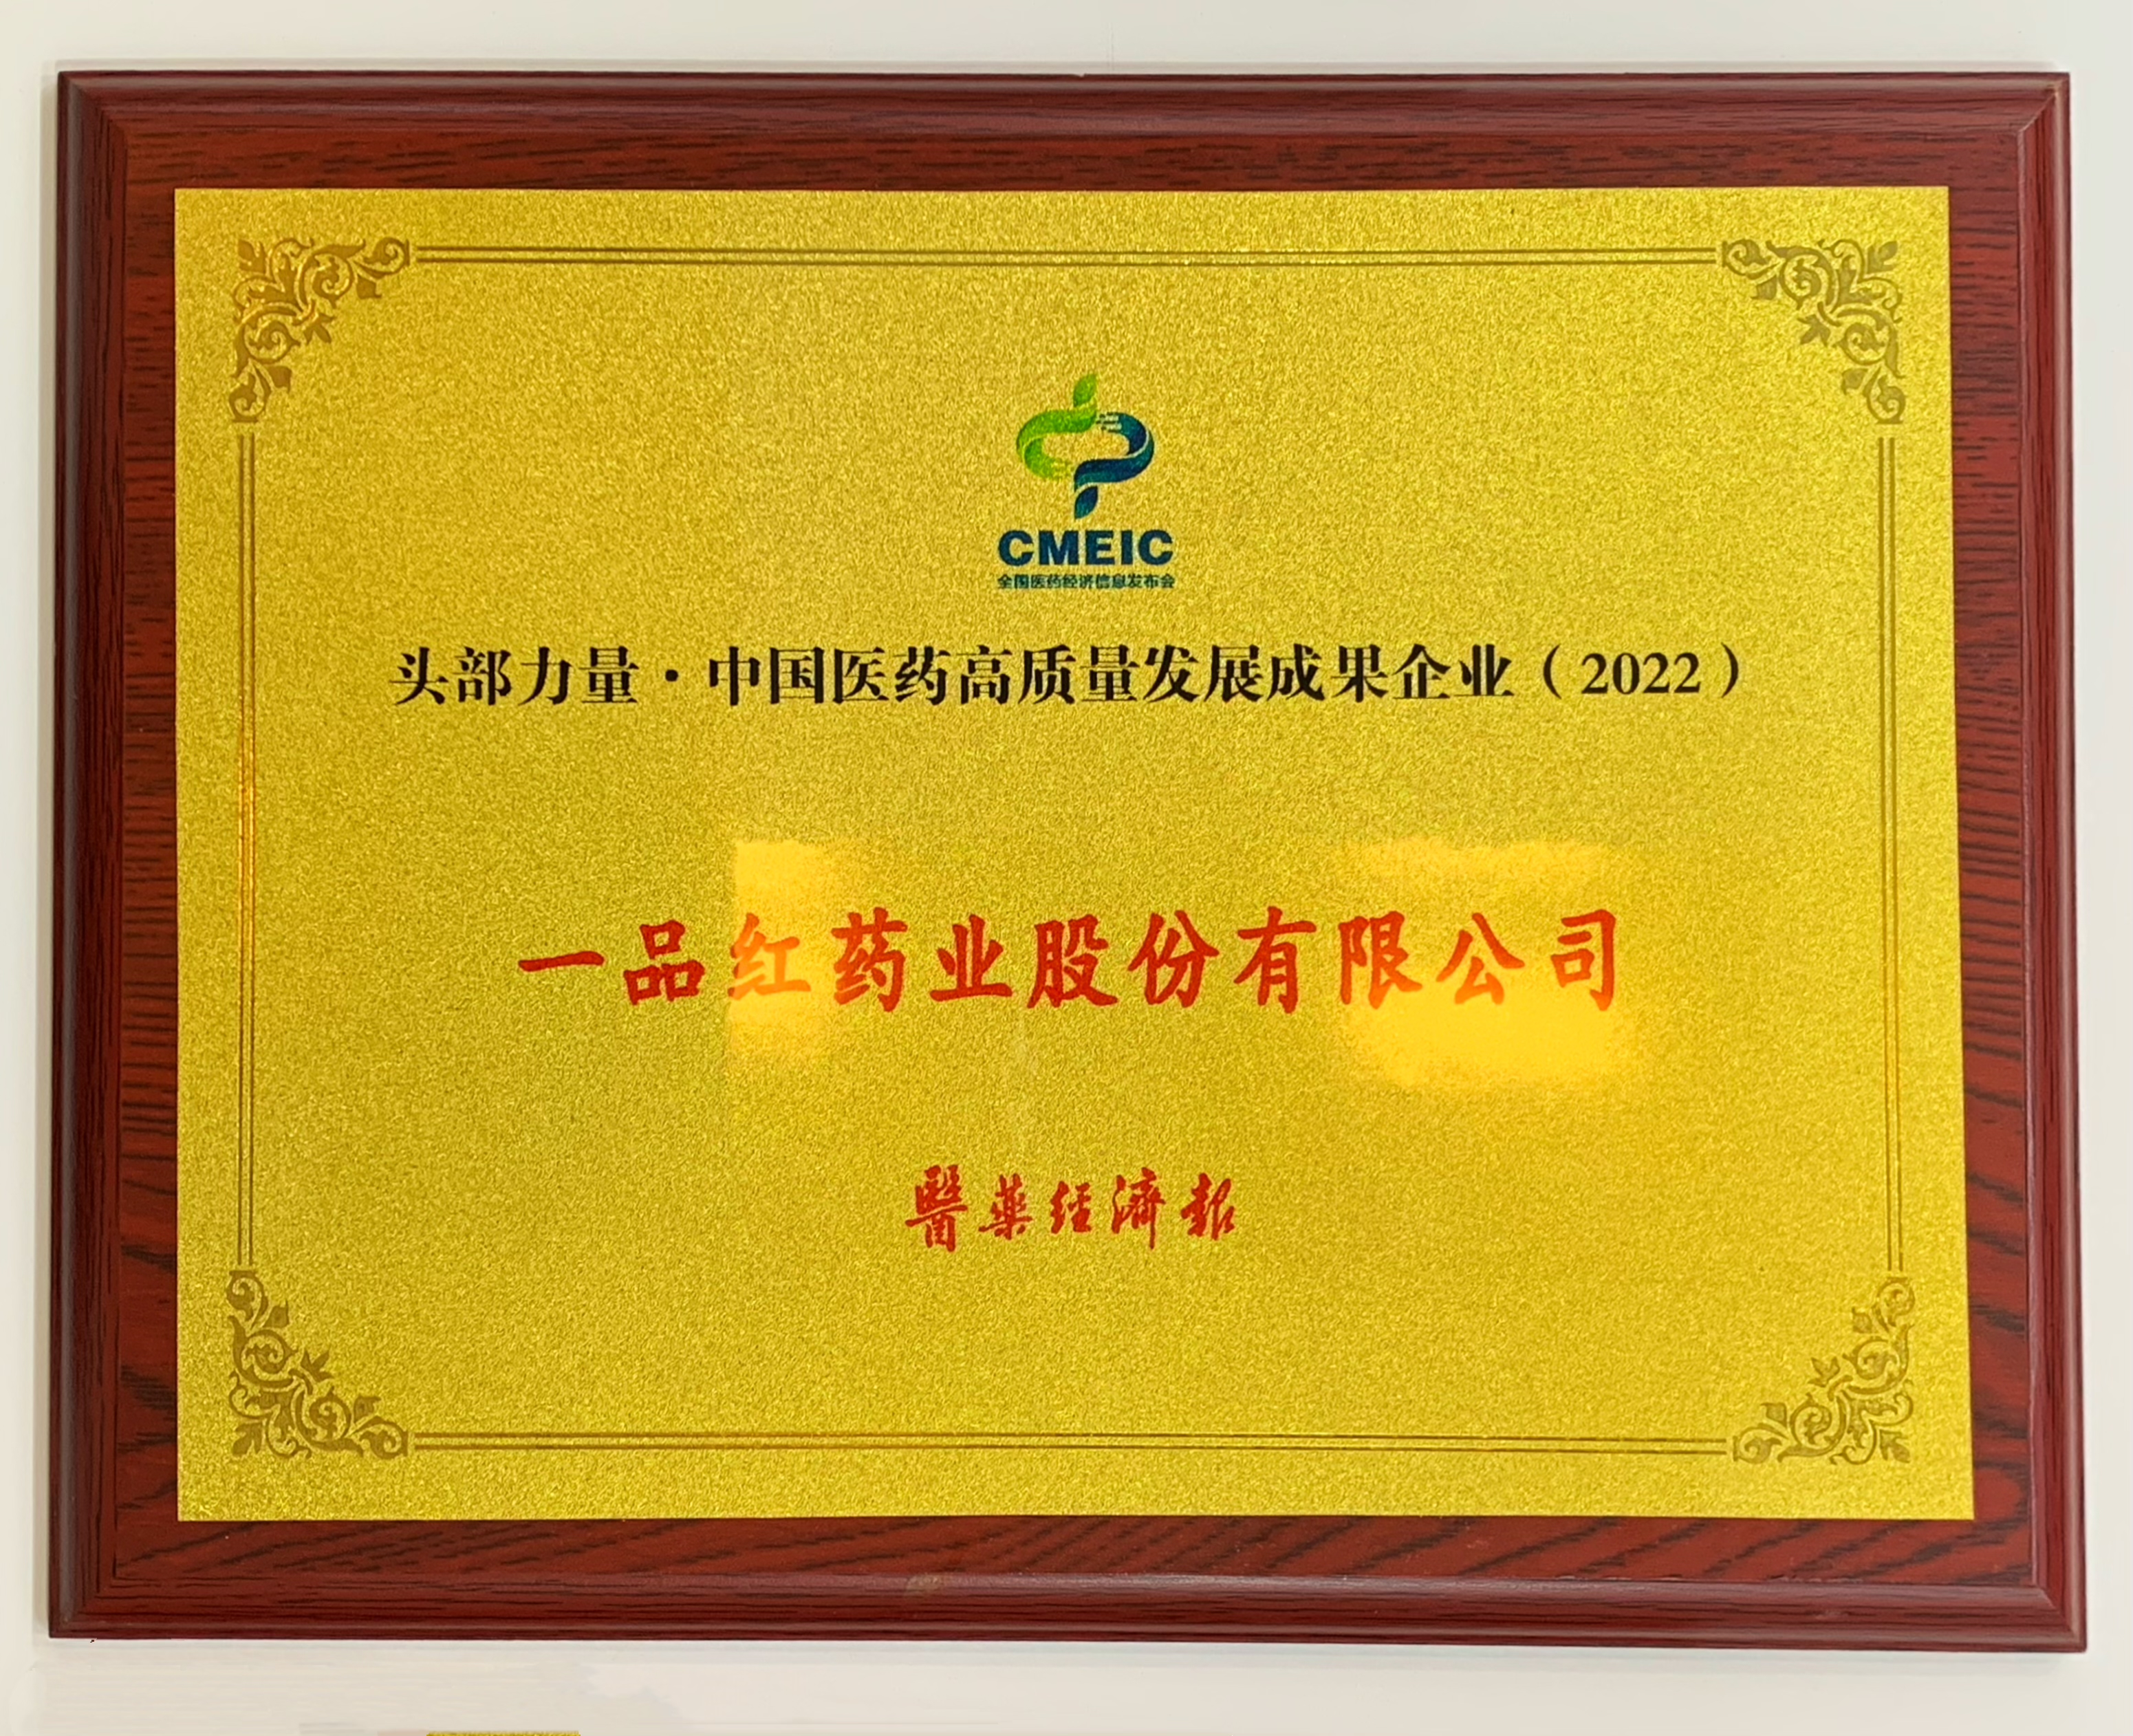 CMEIC
全国医药经济信息发布会
头部力量·中国医药高质量发展成果企业（2022）
一品红药业股份有限公司
醫藥經濟報